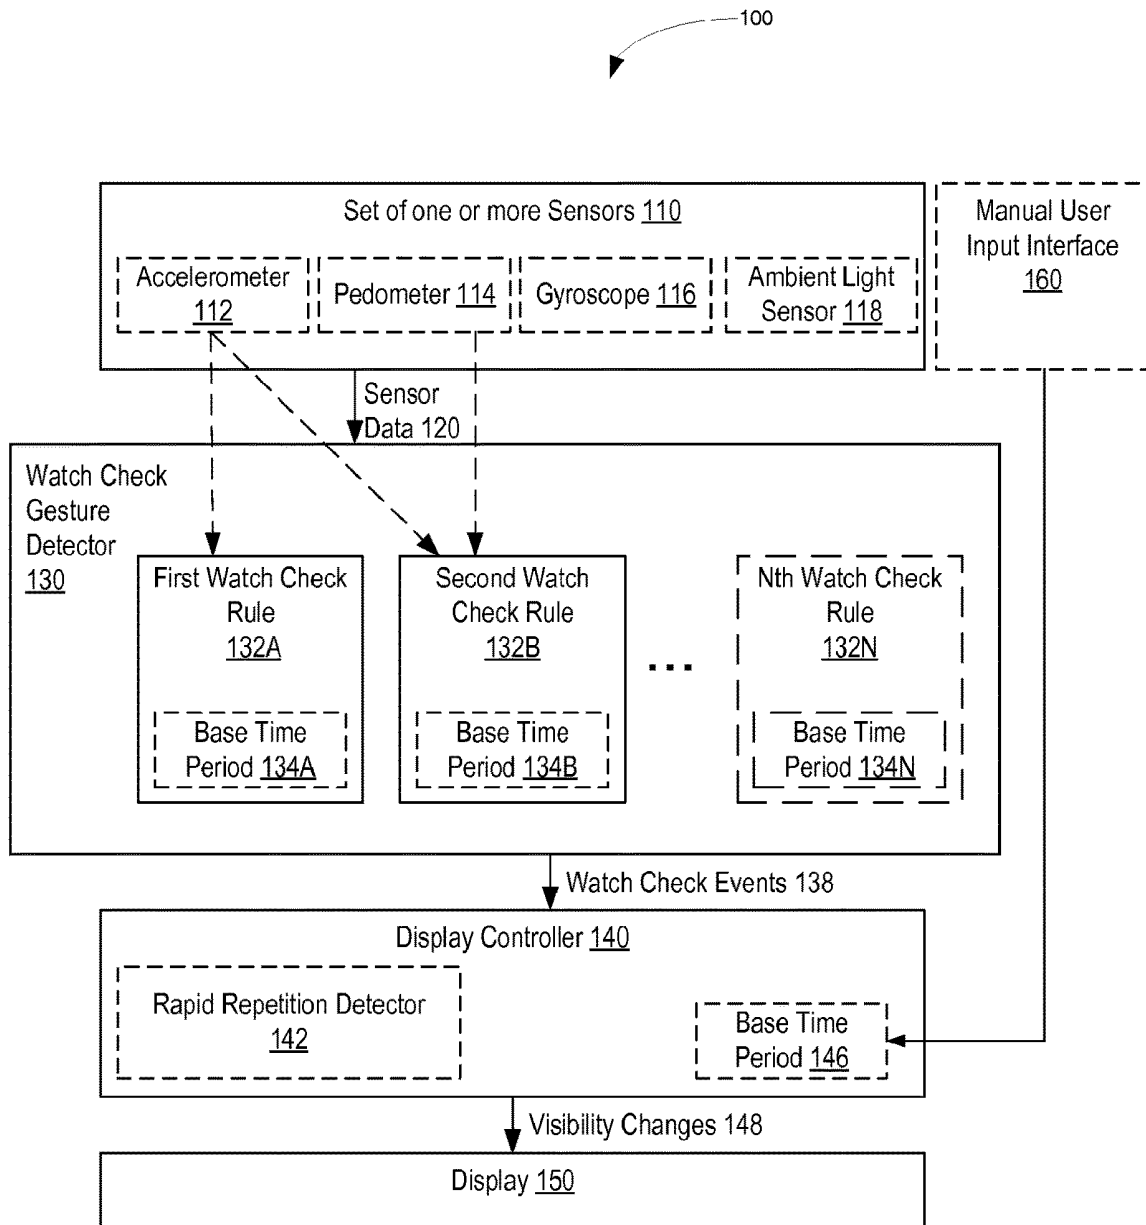 100
Set of one or more Sensors 110
Accelerometer
112
Pedometer 114
Gyroscope 116
Ambient Light
Sensor 118
Manual User
Input Interface
160
Sensor
Data 120
Watch Check
Gesture
Detector
130
First Watch Check
Rule
132A
Base Time
Period 134A
Second Watch
Check Rule
132B
Base Time
Period 134B
...
Nth Watch Check
Rule
132N
Base Time
Period 134N
Watch Check Events 138
Display Controller 140
Rapid Repetition Detector
142
Base Time
Period 146
Visibility Changes 148
Display 150